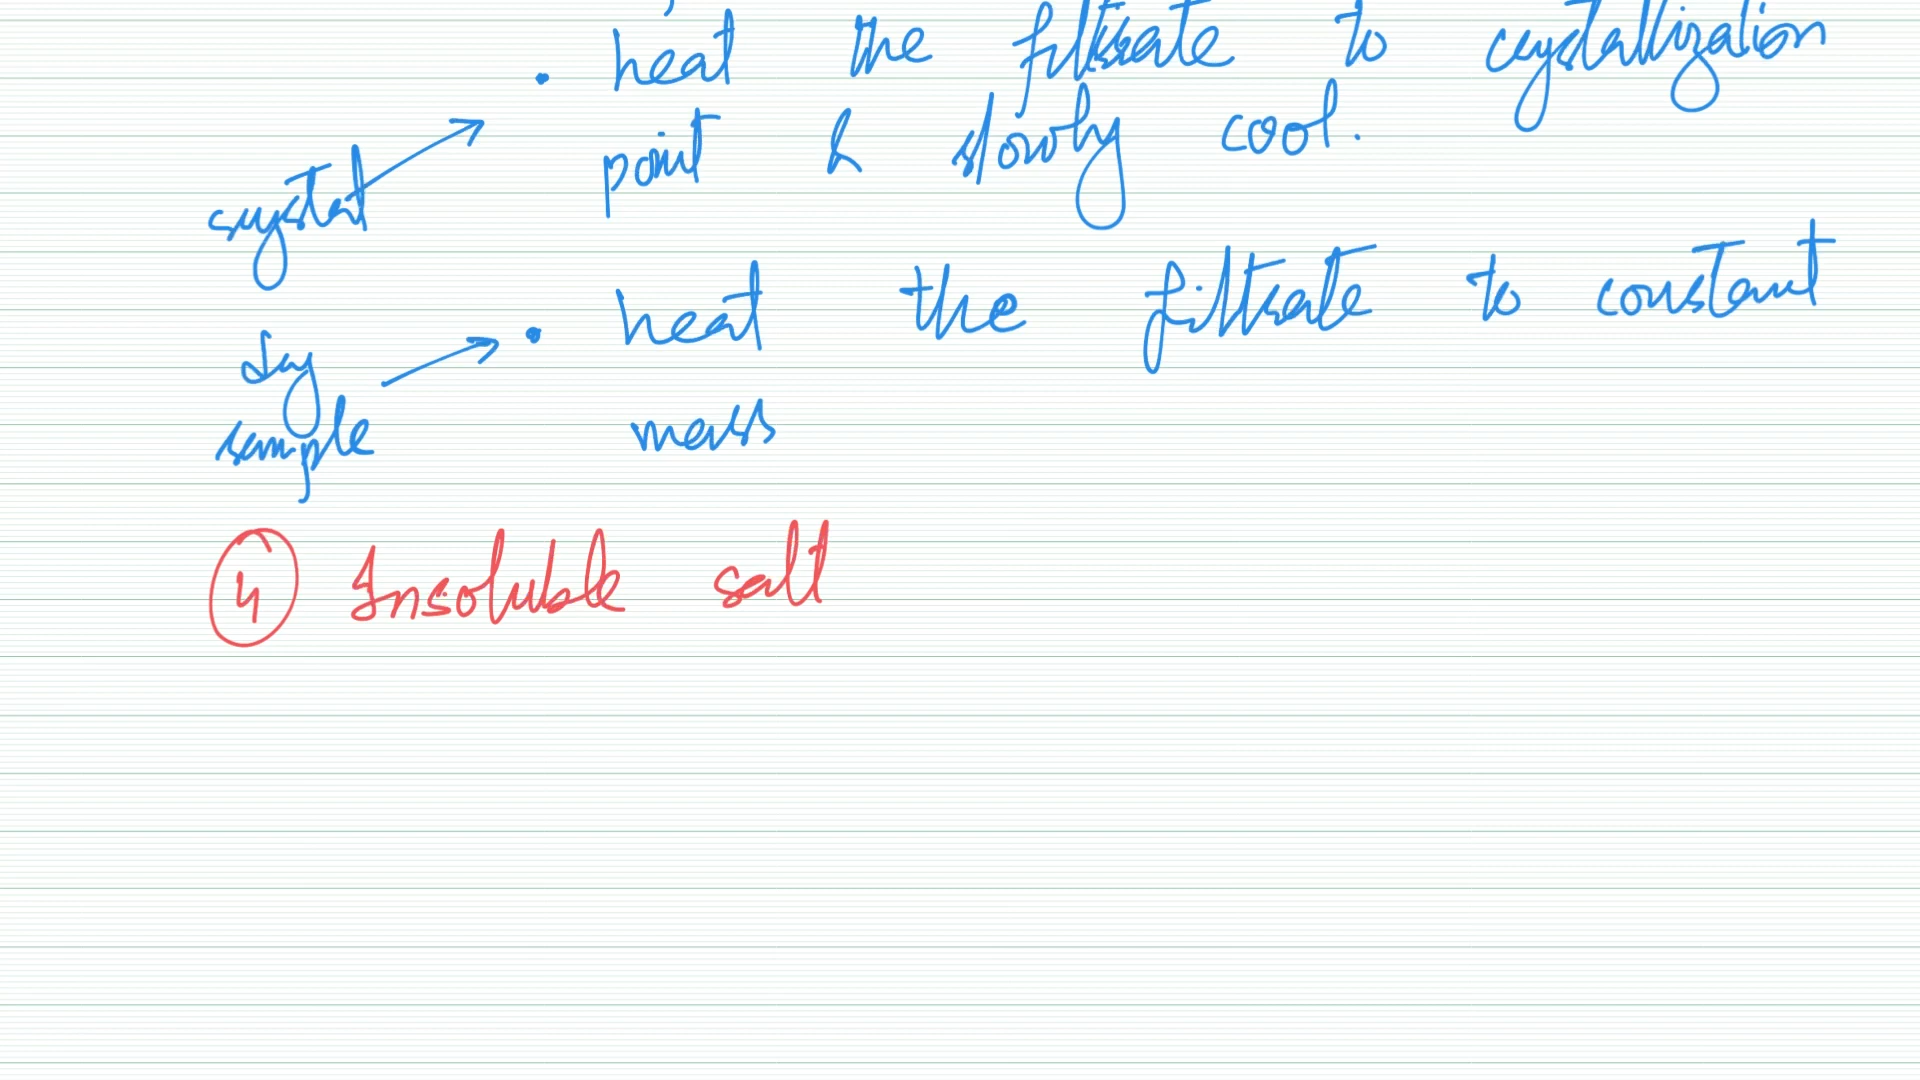 • heat the filtrate to crystallization
point & slowly cool.
crystal
• heat the filtrate to constant
dry
sample
mass
④ Insoluble salt